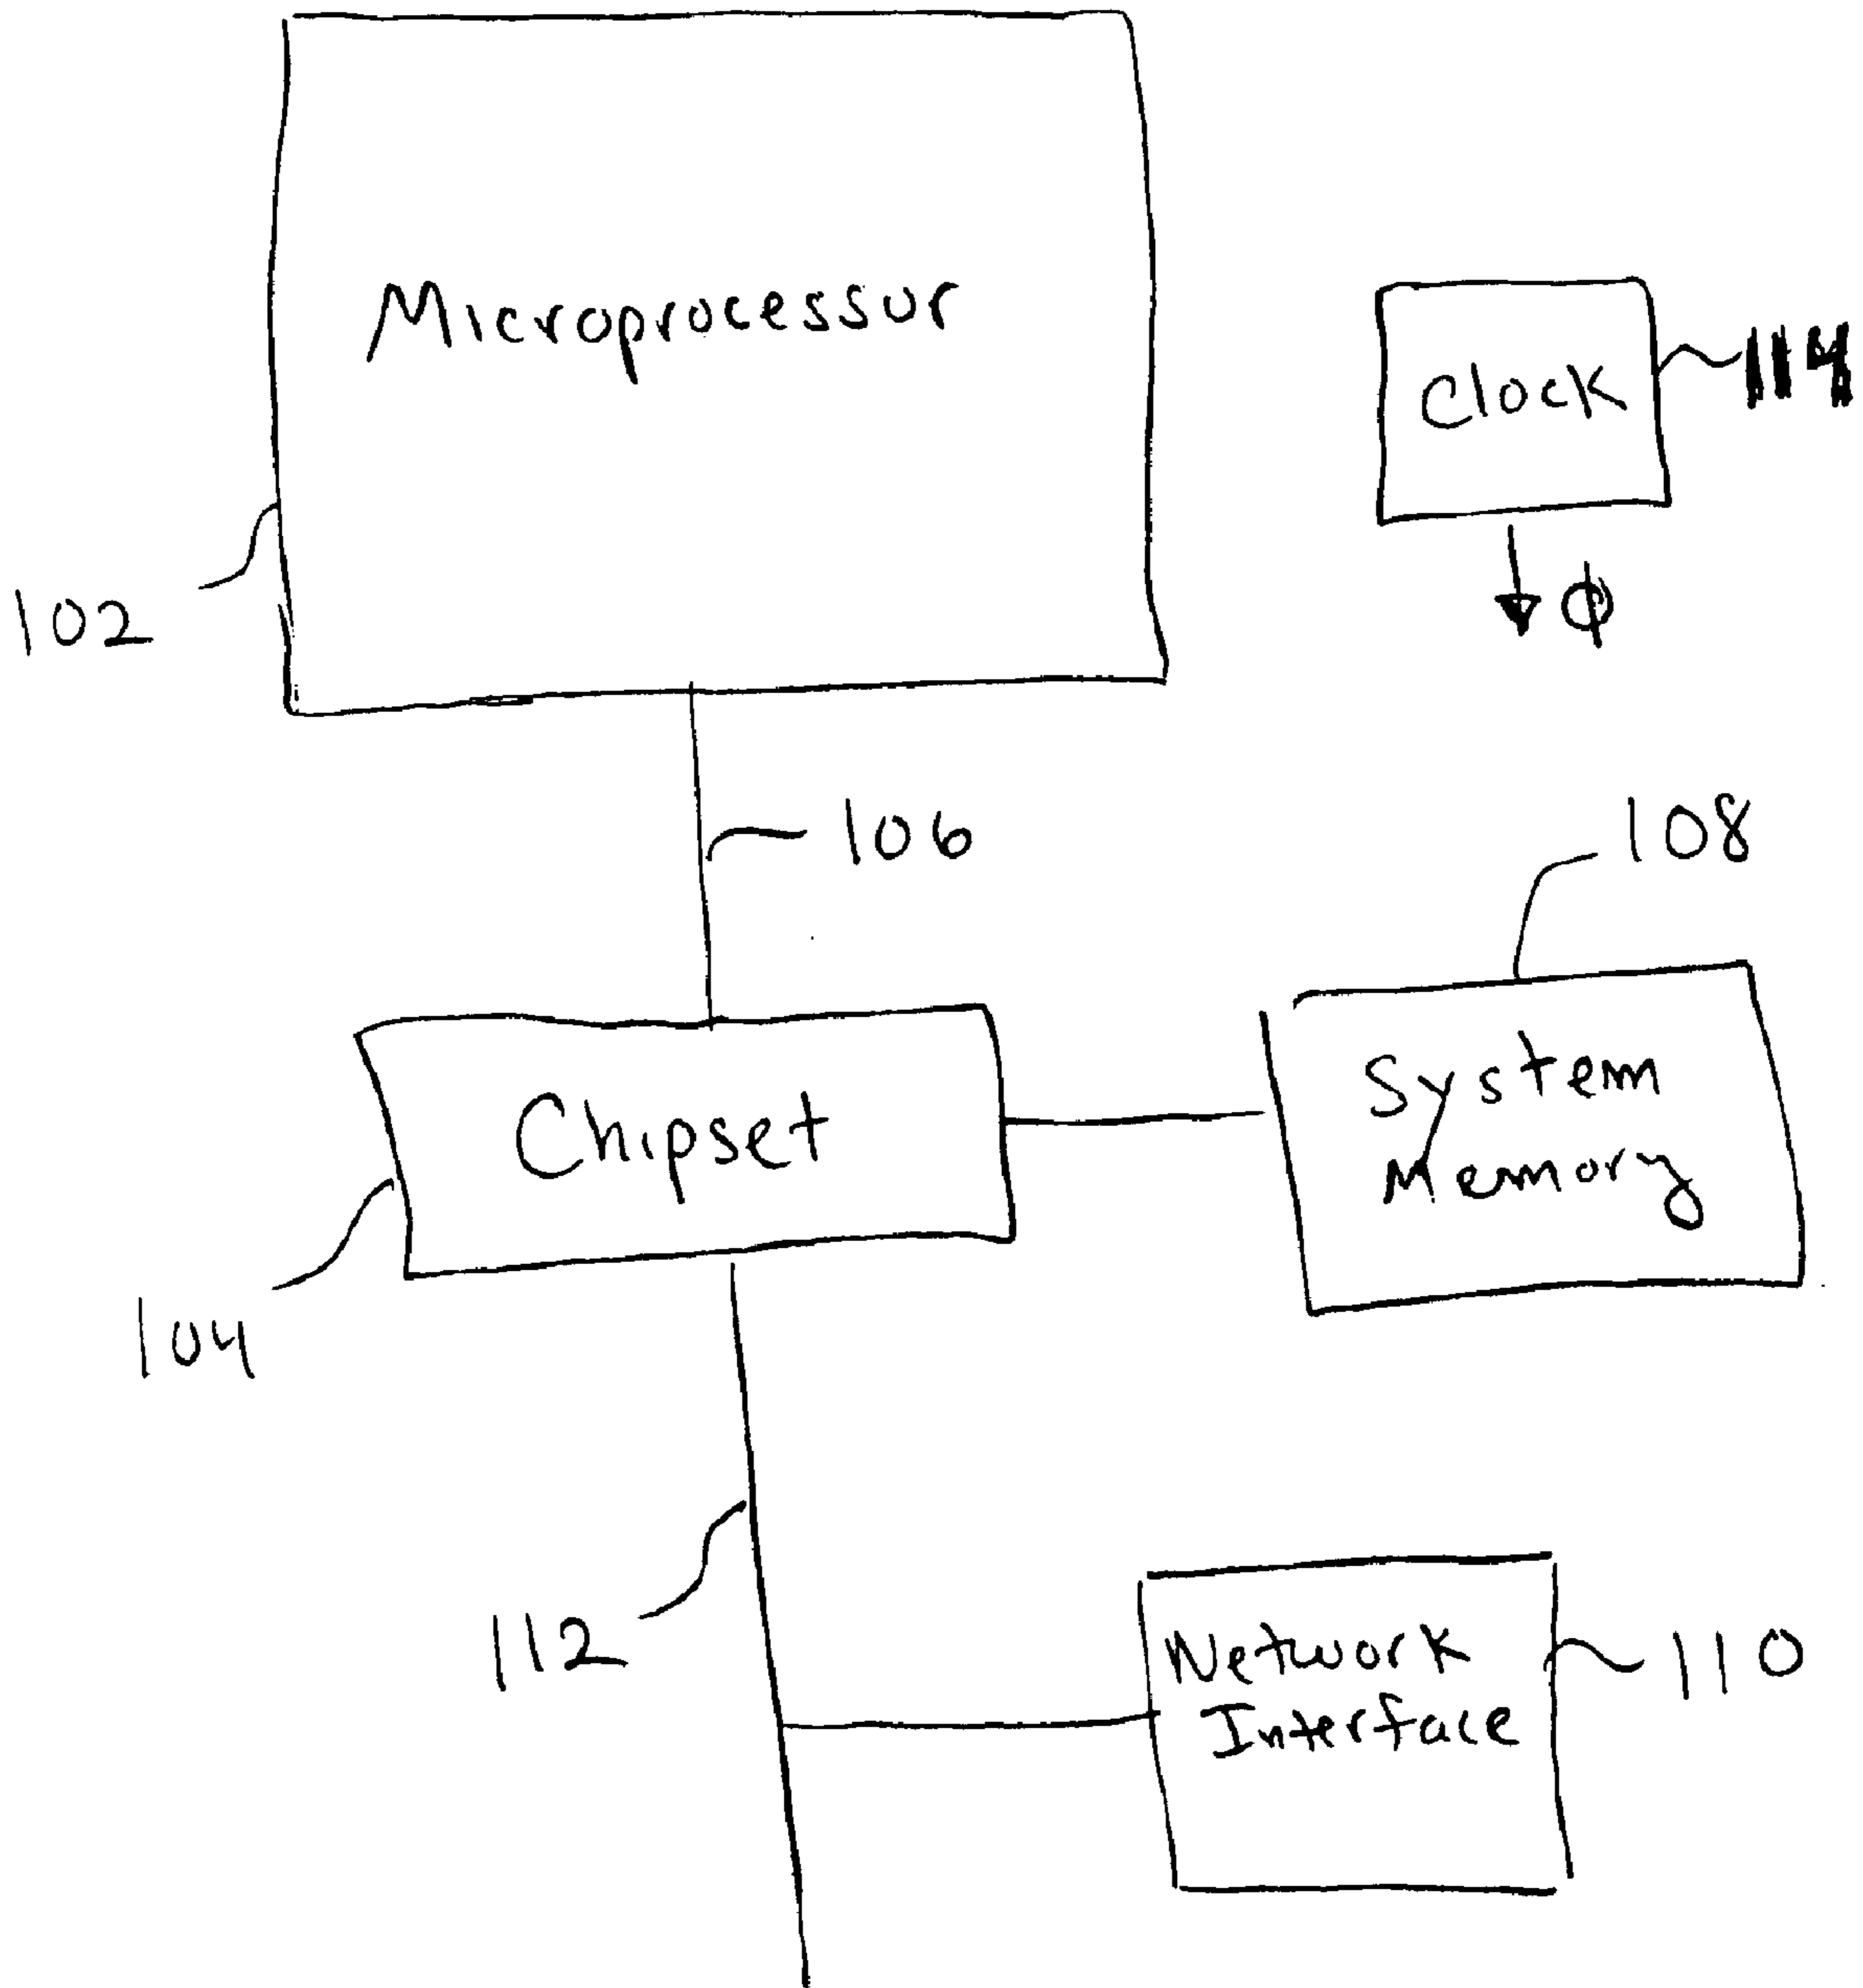 Microprocessor
Clock
114
102
ϕ
106
108
Chipset
System
Memory
104
112
Network
Interface
110